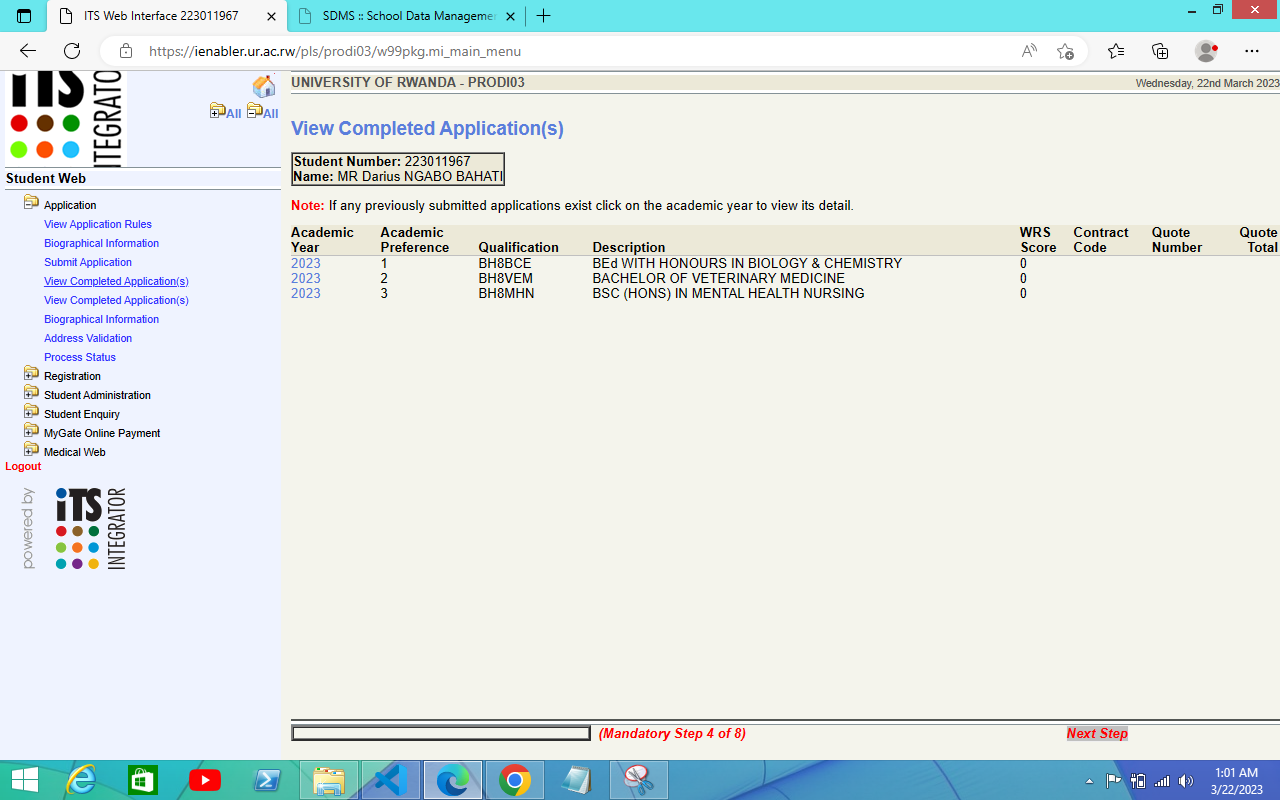 ITS Web Interface 223011967
SDMS :: School Data Managemen
https://ienabler.ur.ac.rw/pls/prodi03/w99pkg.mi_main_menu
iTS INTEGRATOR
All All
Student Web
Application
View Application Rules
Biographical Information
Submit Application
View Completed Application(s)
View Completed Application(s)
Biographical Information
Address Validation
Process Status
Registration
Student Administration
Student Enquiry
MyGate Online Payment
Medical Web
Logout
powered by
iTS INTEGRATOR
UNIVERSITY OF RWANDA - PRODI03 Wednesday, 22nd March 2023
View Completed Application(s)
Student Number: 223011967
Name: MR Darius NGABO BAHATI
Note: If any previously submitted applications exist click on the academic year to view its detail.
Academic Academic WRS Contract Quote Quote
Year Preference Qualification Description Score Code Number Total
2023 1 BH8BCE BEd WITH HONOURS IN BIOLOGY & CHEMISTRY 0
2023 2 BH8VEM BACHELOR OF VETERINARY MEDICINE 0
2023 3 BH8MHN BSC (HONS) IN MENTAL HEALTH NURSING 0
(Mandatory Step 4 of 8) Next Step
1:01 AM
3/22/2023